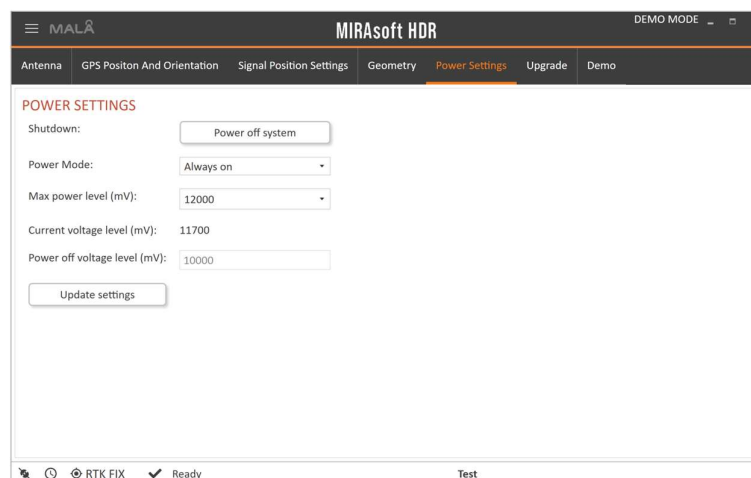 MALÅ
MIRAsoft HDR
DEMO MODE
Antenna GPS Positon And Orientation Signal Position Settings Geometry Power Settings Upgrade Demo
POWER SETTINGS
Shutdown: Power off system
Power Mode: Always on
Max power level (mV): 12000
Current voltage level (mV): 11700
Power off voltage level (mV): 10000
Update settings
RTK FIX Ready Test